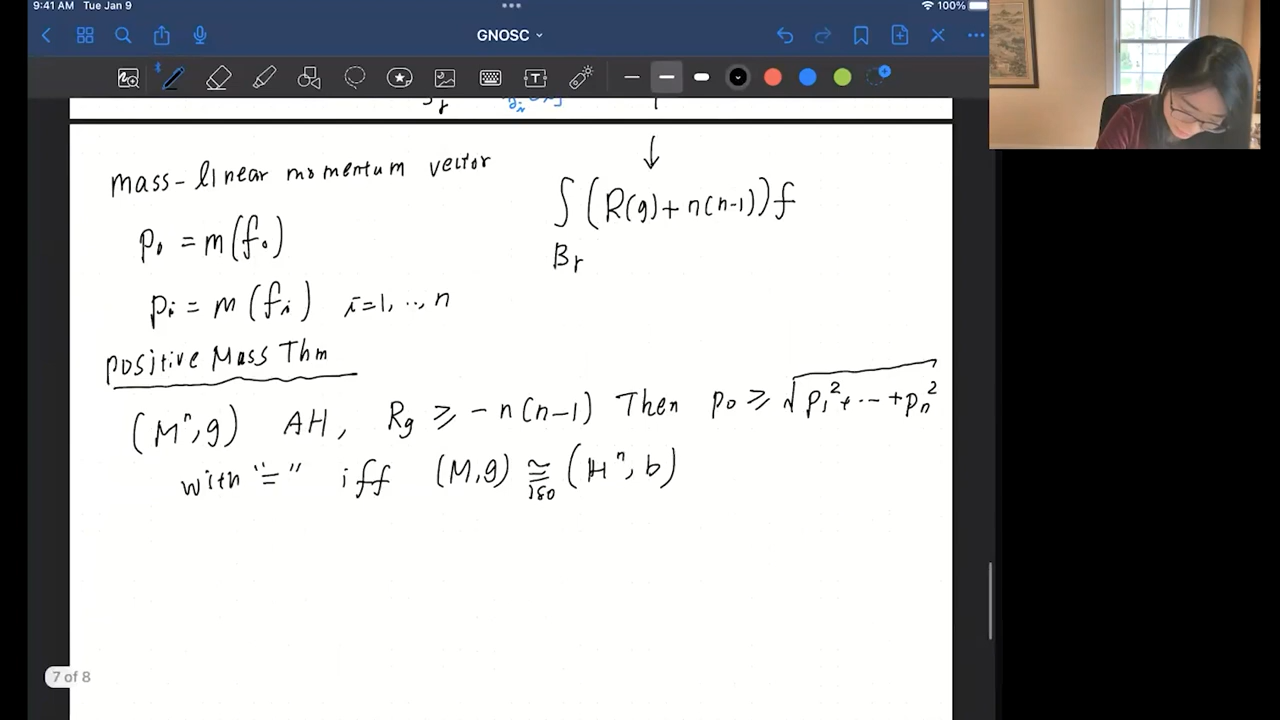 9:41 AM Tue Jan 9
100%
GNOSC
mass-linear momentum vector
p₀ = m(f₀)
pᵢ = m(fᵢ) i=1, .., n
↓
∫_{Bᵣ} (R(g)+n(n-1))f
positive Mass Thm
(Mⁿ,g) AH, R_g ≥ -n(n-1) Then p₀ ≥ √(p₁²+ ⋯ +pₙ²)
with "=" iff (M,g) ≅_{iso} (ℍⁿ, b)
7 of 8